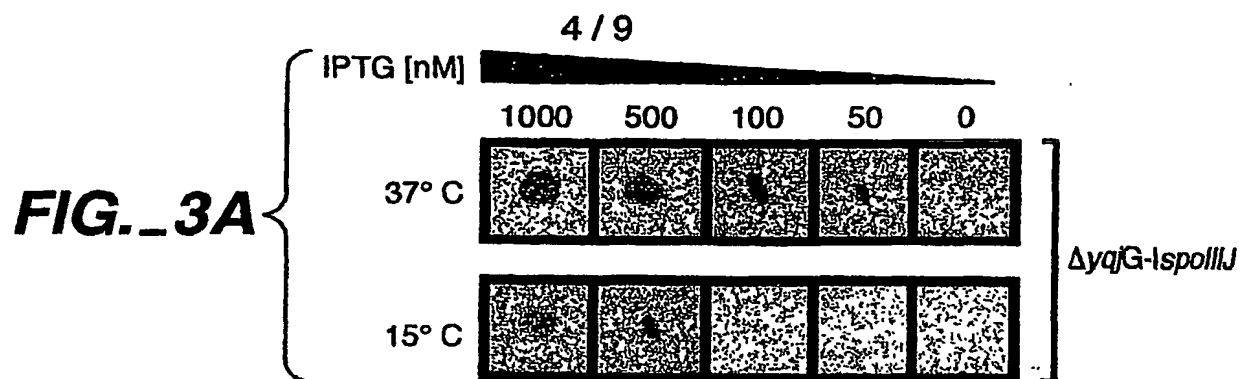 4 / 9
IPTG [nM]
1000 500 100 50 0
FIG._3A
37° C
ΔyqjG-IspoIIIJ
15° C